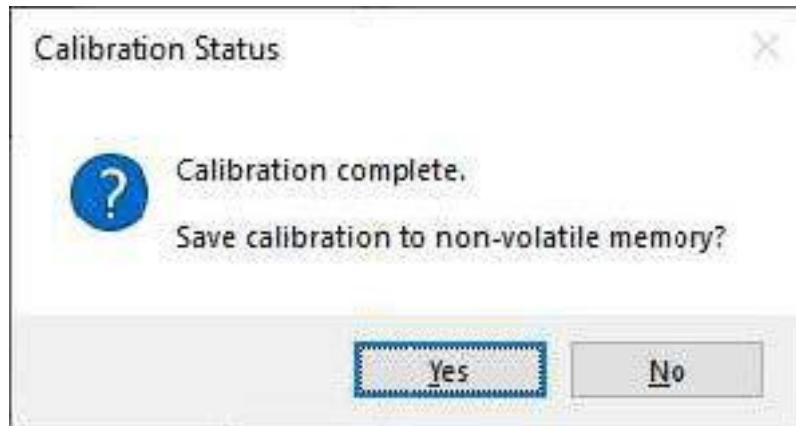 Calibration Status
Calibration complete.
Save calibration to non-volatile memory?
Yes
No